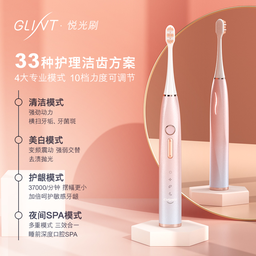 GLINT 悦光刷
33种护理洁齿方案
4大专业模式 10档力度可调节
清洁模式
强劲动力
横扫牙垢、牙菌斑
美白模式
变频震动 强弱交替
去渍抛光
护龈模式
37000/分钟 摆幅更小
加倍呵护敏感牙龈
夜间SPA模式
多重模式 三效合一
睡前深度口腔SPA